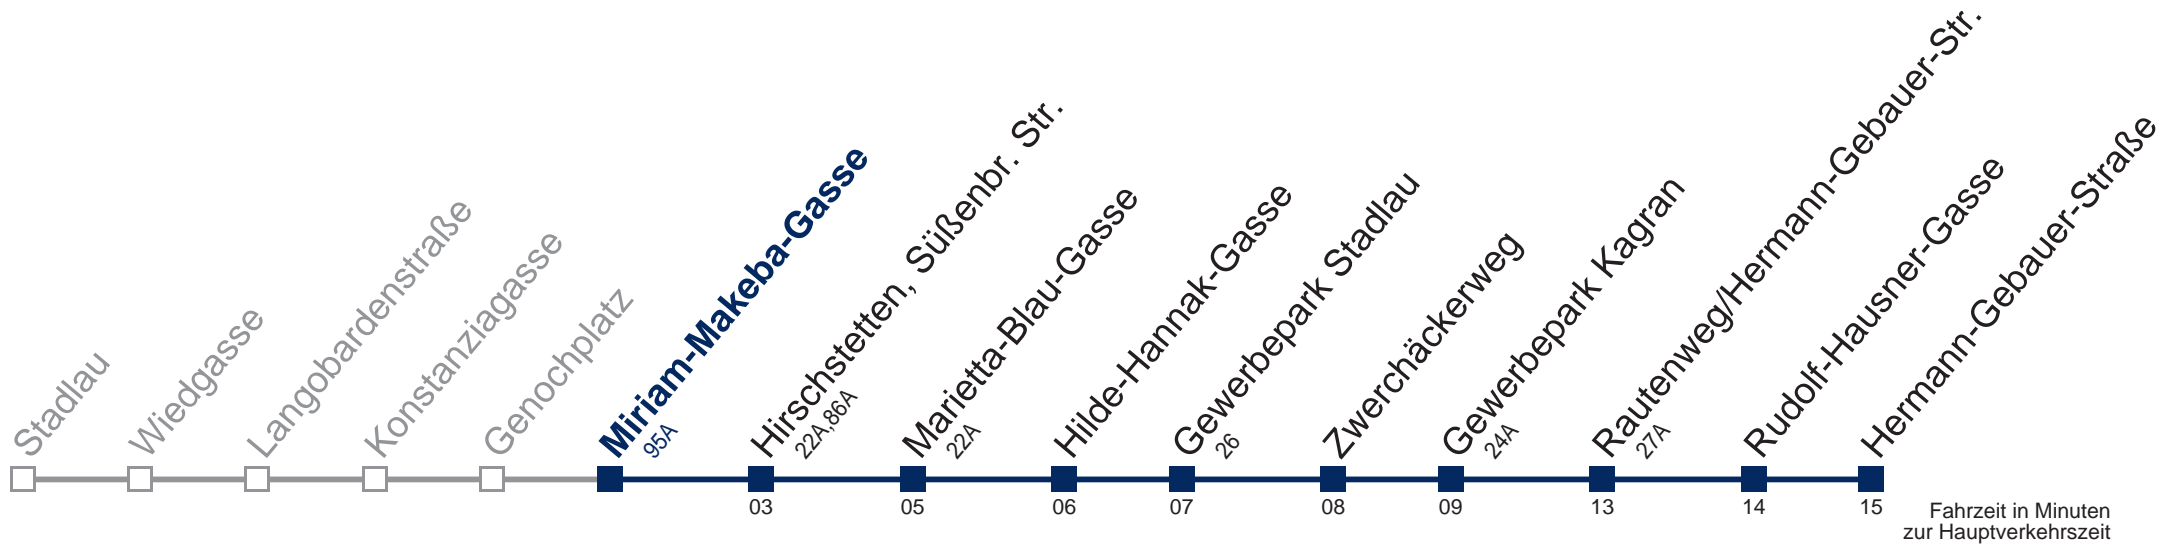 Stadlau
Wiedgasse
Langobardenstraße
Konstanziagasse
Genochplatz
Miriam-Makeba-Gasse
95A
Hirschstetten, Süßenbr. Str.
22A,86A
Marietta-Blau-Gasse
22A
Hilde-Hannak-Gasse
Gewerbepark Stadlau
26
Zwerchäckerweg
Gewerbepark Kagran
24A
Rautenweg/Hermann-Gebauer-Str.
27A
Rudolf-Hausner-Gasse
Hermann-Gebauer-Straße
03 05 06 07 08 09 13 14 15
Fahrzeit in Minuten
zur Hauptverkehrszeit